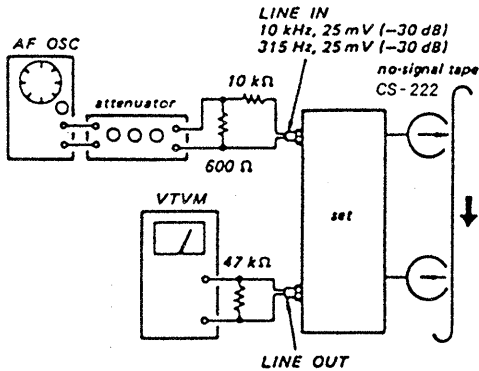 LINE IN
10 kHz, 25 mV (−30 dB)
315 Hz, 25 mV (−30 dB)
AF OSC
no-signal tape
CS-222
attenuator
10 kΩ
600 Ω
VTVM
set
47 kΩ
LINE OUT